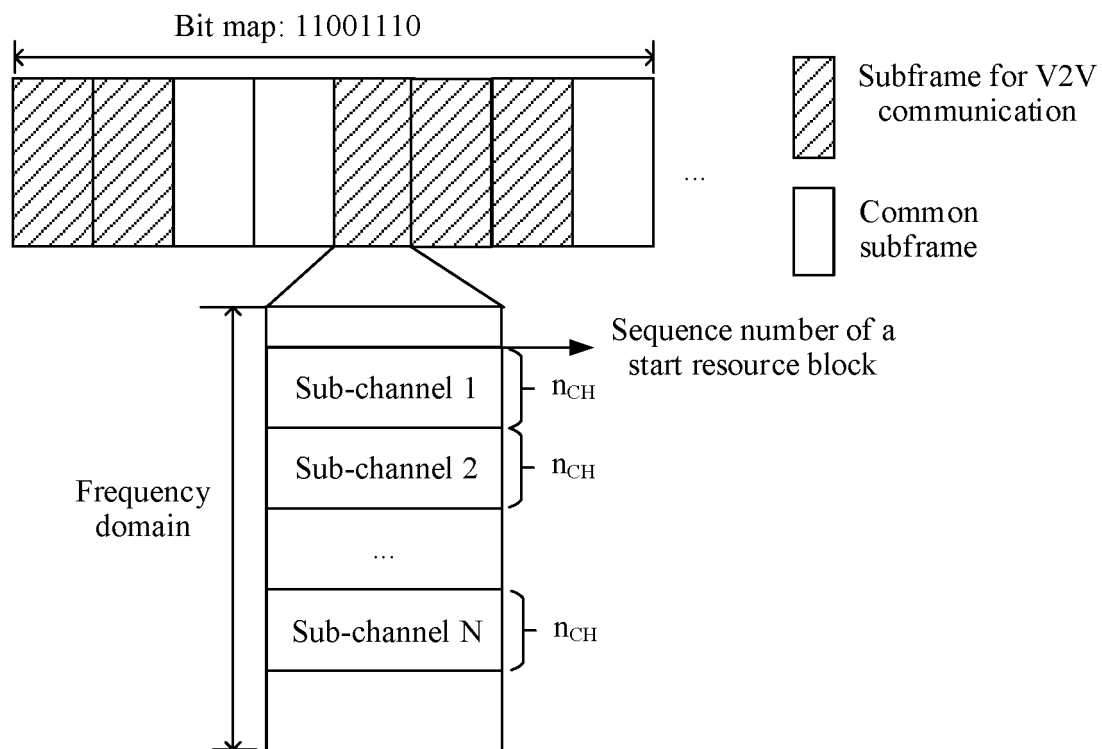 Bit map: 11001110
Subframe for V2V
communication
...
Common
subframe
Sequence number of a
start resource block
Sub-channel 1
nCH
Sub-channel 2
nCH
Frequency
domain
...
Sub-channel N
nCH